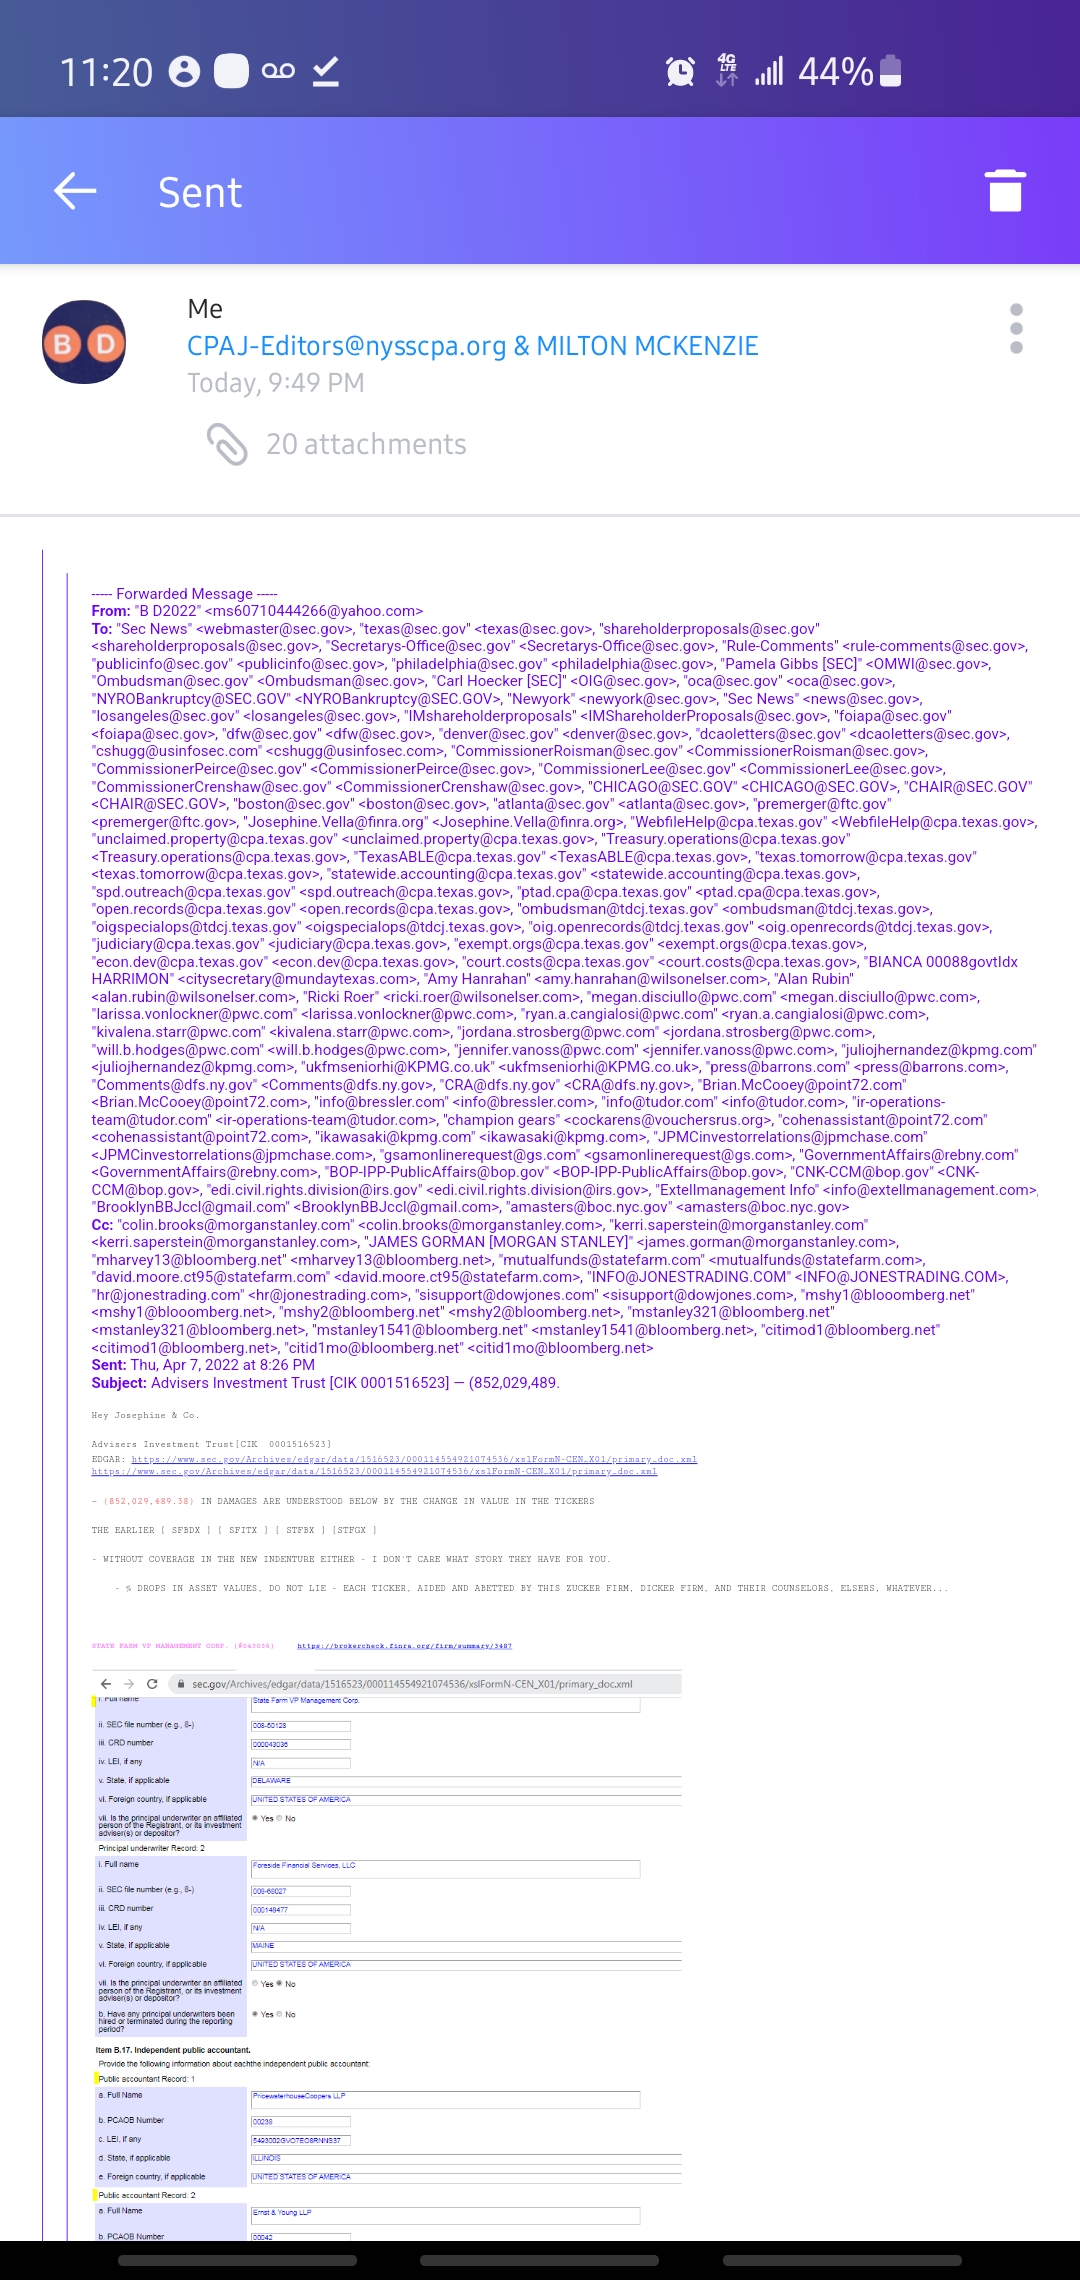 11:20
4G LTE
44%
Sent
B D
Me
CPAJ-Editors@nysscpa.org & MILTON MCKENZIE
Today, 9:49 PM
20 attachments
----- Forwarded Message -----
From: "B D2022" <ms60710444266@yahoo.com>
To: "Sec News" <webmaster@sec.gov>, "texas@sec.gov" <texas@sec.gov>, "shareholderproposals@sec.gov"
<shareholderproposals@sec.gov>, "Secretarys-Office@sec.gov" <Secretarys-Office@sec.gov>, "Rule-Comments" <rule-comments@sec.gov>,
"publicinfo@sec.gov" <publicinfo@sec.gov>, "philadelphia@sec.gov" <philadelphia@sec.gov>, "Pamela Gibbs [SEC]" <OMWI@sec.gov>,
"Ombudsman@sec.gov" <Ombudsman@sec.gov>, "Carl Hoecker [SEC]" <OIG@sec.gov>, "oca@sec.gov" <oca@sec.gov>,
"NYROBankruptcy@SEC.GOV" <NYROBankruptcy@SEC.GOV>, "Newyork" <newyork@sec.gov>, "Sec News" <news@sec.gov>,
"losangeles@sec.gov" <losangeles@sec.gov>, "IMshareholderproposals" <IMShareholderProposals@sec.gov>, "foiapa@sec.gov"
<foiapa@sec.gov>, "dfw@sec.gov" <dfw@sec.gov>, "denver@sec.gov" <denver@sec.gov>, "dcaoletters@sec.gov" <dcaoletters@sec.gov>,
"cshugg@usinfosec.com" <cshugg@usinfosec.com>, "CommissionerRoisman@sec.gov" <CommissionerRoisman@sec.gov>,
"CommissionerPeirce@sec.gov" <CommissionerPeirce@sec.gov>, "CommissionerLee@sec.gov" <CommissionerLee@sec.gov>,
"CommissionerCrenshaw@sec.gov" <CommissionerCrenshaw@sec.gov>, "CHICAGO@SEC.GOV" <CHICAGO@SEC.GOV>, "CHAIR@SEC.GOV"
<CHAIR@SEC.GOV>, "boston@sec.gov" <boston@sec.gov>, "atlanta@sec.gov" <atlanta@sec.gov>, "premerger@ftc.gov"
<premerger@ftc.gov>, "Josephine.Vella@finra.org" <Josephine.Vella@finra.org>, "WebfileHelp@cpa.texas.gov" <WebfileHelp@cpa.texas.gov>,
"unclaimed.property@cpa.texas.gov" <unclaimed.property@cpa.texas.gov>, "Treasury.operations@cpa.texas.gov"
<Treasury.operations@cpa.texas.gov>, "TexasABLE@cpa.texas.gov" <TexasABLE@cpa.texas.gov>, "texas.tomorrow@cpa.texas.gov"
<texas.tomorrow@cpa.texas.gov>, "statewide.accounting@cpa.texas.gov" <statewide.accounting@cpa.texas.gov>,
"spd.outreach@cpa.texas.gov" <spd.outreach@cpa.texas.gov>, "ptad.cpa@cpa.texas.gov" <ptad.cpa@cpa.texas.gov>,
"open.records@cpa.texas.gov" <open.records@cpa.texas.gov>, "ombudsman@tdcj.texas.gov" <ombudsman@tdcj.texas.gov>,
"oigspecialops@tdcj.texas.gov" <oigspecialops@tdcj.texas.gov>, "oig.openrecords@tdcj.texas.gov" <oig.openrecords@tdcj.texas.gov>,
"judiciary@cpa.texas.gov" <judiciary@cpa.texas.gov>, "exempt.orgs@cpa.texas.gov" <exempt.orgs@cpa.texas.gov>,
"econ.dev@cpa.texas.gov" <econ.dev@cpa.texas.gov>, "court.costs@cpa.texas.gov" <court.costs@cpa.texas.gov>, "BIANCA 00088govtIdx
HARRIMON" <citysecretary@mundaytexas.com>, "Amy Hanrahan" <amy.hanrahan@wilsonelser.com>, "Alan Rubin"
<alan.rubin@wilsonelser.com>, "Ricki Roer" <ricki.roer@wilsonelser.com>, "megan.disciullo@pwc.com" <megan.disciullo@pwc.com>,
"larissa.vonlockner@pwc.com" <larissa.vonlockner@pwc.com>, "ryan.a.cangialosi@pwc.com" <ryan.a.cangialosi@pwc.com>,
"kivalena.starr@pwc.com" <kivalena.starr@pwc.com>, "jordana.strosberg@pwc.com" <jordana.strosberg@pwc.com>,
"will.b.hodges@pwc.com" <will.b.hodges@pwc.com>, "jennifer.vanoss@pwc.com" <jennifer.vanoss@pwc.com>, "juliojhernandez@kpmg.com"
<juliojhernandez@kpmg.com>, "ukfmseniorhi@KPMG.co.uk" <ukfmseniorhi@KPMG.co.uk>, "press@barrons.com" <press@barrons.com>,
"Comments@dfs.ny.gov" <Comments@dfs.ny.gov>, "CRA@dfs.ny.gov" <CRA@dfs.ny.gov>, "Brian.McCooey@point72.com"
<Brian.McCooey@point72.com>, "info@bressler.com" <info@bressler.com>, "info@tudor.com" <info@tudor.com>, "ir-operations-
team@tudor.com" <ir-operations-team@tudor.com>, "champion gears" <cockarens@vouchersrus.org>, "cohenassistant@point72.com"
<cohenassistant@point72.com>, "ikawasaki@kpmg.com" <ikawasaki@kpmg.com>, "JPMCinvestorrelations@jpmchase.com"
<JPMCinvestorrelations@jpmchase.com>, "gsamonlinerequest@gs.com" <gsamonlinerequest@gs.com>, "GovernmentAffairs@rebny.com"
<GovernmentAffairs@rebny.com>, "BOP-IPP-PublicAffairs@bop.gov" <BOP-IPP-PublicAffairs@bop.gov>, "CNK-CCM@bop.gov" <CNK-
CCM@bop.gov>, "edi.civil.rights.division@irs.gov" <edi.civil.rights.division@irs.gov>, "Extellmanagement Info" <info@extellmanagement.com>,
"BrooklynBBJccl@gmail.com" <BrooklynBBJccl@gmail.com>, "amasters@boc.nyc.gov" <amasters@boc.nyc.gov>
Cc: "colin.brooks@morganstanley.com" <colin.brooks@morganstanley.com>, "kerri.saperstein@morganstanley.com"
<kerri.saperstein@morganstanley.com>, "JAMES GORMAN [MORGAN STANLEY]" <james.gorman@morganstanley.com>,
"mharvey13@bloomberg.net" <mharvey13@bloomberg.net>, "mutualfunds@statefarm.com" <mutualfunds@statefarm.com>,
"david.moore.ct95@statefarm.com" <david.moore.ct95@statefarm.com>, "INFO@JONESTRADING.COM" <INFO@JONESTRADING.COM>,
"hr@jonestrading.com" <hr@jonestrading.com>, "sisupport@dowjones.com" <sisupport@dowjones.com>, "mshy1@blooomberg.net"
<mshy1@blooomberg.net>, "mshy2@bloomberg.net" <mshy2@bloomberg.net>, "mstanley321@bloomberg.net"
<mstanley321@bloomberg.net>, "mstanley1541@bloomberg.net" <mstanley1541@bloomberg.net>, "citimod1@bloomberg.net"
<citimod1@bloomberg.net>, "citid1mo@bloomberg.net" <citid1mo@bloomberg.net>
Sent: Thu, Apr 7, 2022 at 8:26 PM
Subject: Advisers Investment Trust [CIK 0001516523] — (852,029,489.
Hey Josephine & Co.
Advisers Investment Trust[CIK 0001516523]
EDGAR: https://www.sec.gov/Archives/edgar/data/1516523/000114554921074536/xslFormN-CEN_X01/primary_doc.xml
https://www.sec.gov/Archives/edgar/data/1516523/000114554921074536/xslFormN-CEN_X01/primary_doc.xml
- (852,029,489.38) IN DAMAGES ARE UNDERSTOOD BELOW BY THE CHANGE IN VALUE IN THE TICKERS
THE EARLIER [ SFBDX ] [ SFITX ] [ STFBX ] [STFGX ]
- WITHOUT COVERAGE IN THE NEW INDENTURE EITHER - I DON'T CARE WHAT STORY THEY HAVE FOR YOU.
- % DROPS IN ASSET VALUES, DO NOT LIE - EACH TICKER, AIDED AND ABETTED BY THIS ZUCKER FIRM, DICKER FIRM, AND THEIR COUNSELORS, ELSERS, WHATEVER...
STATE FARM VP MANAGEMENT CORP. (#043036) https://brokercheck.finra.org/firm/summary/3487
sec.gov/Archives/edgar/data/1516523/000114554921074536/xslFormN-CEN_X01/primary_doc.xml
i. Full name State Farm VP Management Corp.
ii. SEC file number (e.g., 8-) 008-60128
iii. CRD number 000043036
iv. LEI, if any N/A
v. State, if applicable DELAWARE
vi. Foreign country, if applicable UNITED STATES OF AMERICA
vii. Is the principal underwriter an affiliated Yes No
person of the Registrant, or its investment
adviser(s) or depositor?
Principal underwriter Record: 2
i. Full name Foreside Financial Services, LLC
ii. SEC file number (e.g., 8-) 008-68027
iii. CRD number 000148477
iv. LEI, if any N/A
v. State, if applicable MAINE
vi. Foreign country, if applicable UNITED STATES OF AMERICA
vii. Is the principal underwriter an affiliated Yes No
person of the Registrant, or its investment
adviser(s) or depositor?
b. Have any principal underwriters been Yes No
hired or terminated during the reporting
period?
Item B.17. Independent public accountant.
Provide the following information about eachthe independent public accountant:
Public accountant Record: 1
a. Full Name PricewaterhouseCoopers LLP
b. PCAOB Number 00238
c. LEI, if any 5493002GVO7EO8RNNS37
d. State, if applicable ILLINOIS
e. Foreign country, if applicable UNITED STATES OF AMERICA
Public accountant Record: 2
a. Full Name Ernst & Young LLP
b. PCAOB Number 00042